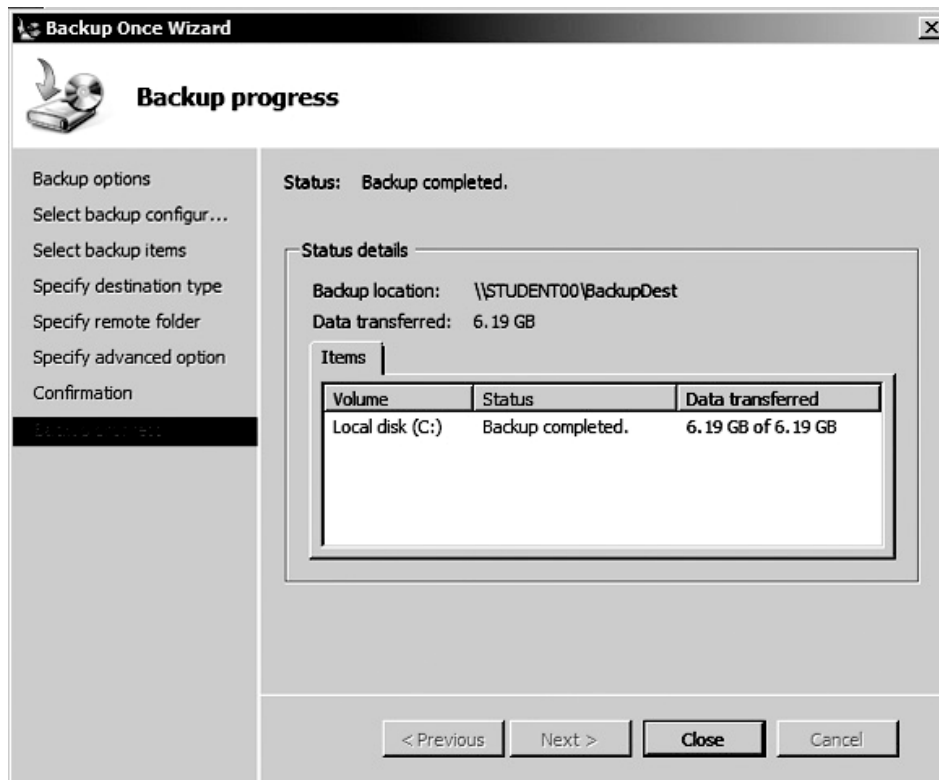 Backup Once Wizard
Backup progress
Backup options
Select backup configur...
Select backup items
Specify destination type
Specify remote folder
Specify advanced option
Confirmation
Backup progress
Status: Backup completed.
Status details
Backup location: \\STUDENT00\BackupDest
Data transferred: 6.19 GB
Items
Volume Status Data transferred
Local disk (C:) Backup completed. 6.19 GB of 6.19 GB
< Previous Next > Close Cancel